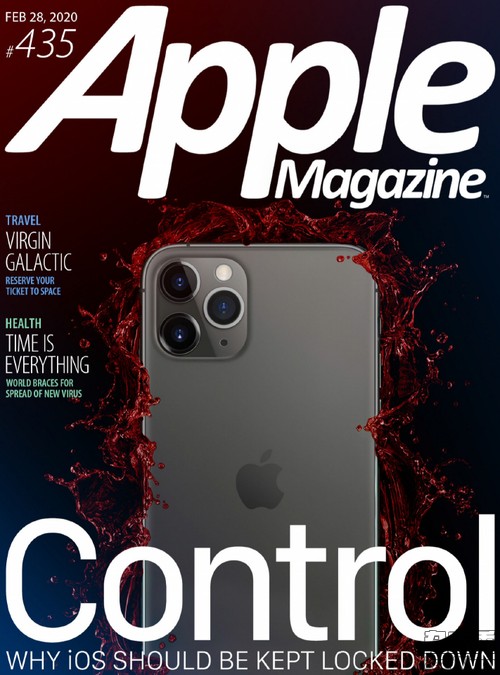 FEB 28, 2020
#435
Apple
Magazine
TRAVEL
VIRGIN
GALACTIC
RESERVE YOUR
TICKET TO SPACE
HEALTH
TIME IS
EVERYTHING
WORLD BRACES FOR
SPREAD OF NEW VIRUS
Control
WHY iOS SHOULD BE KEPT LOCKED DOWN